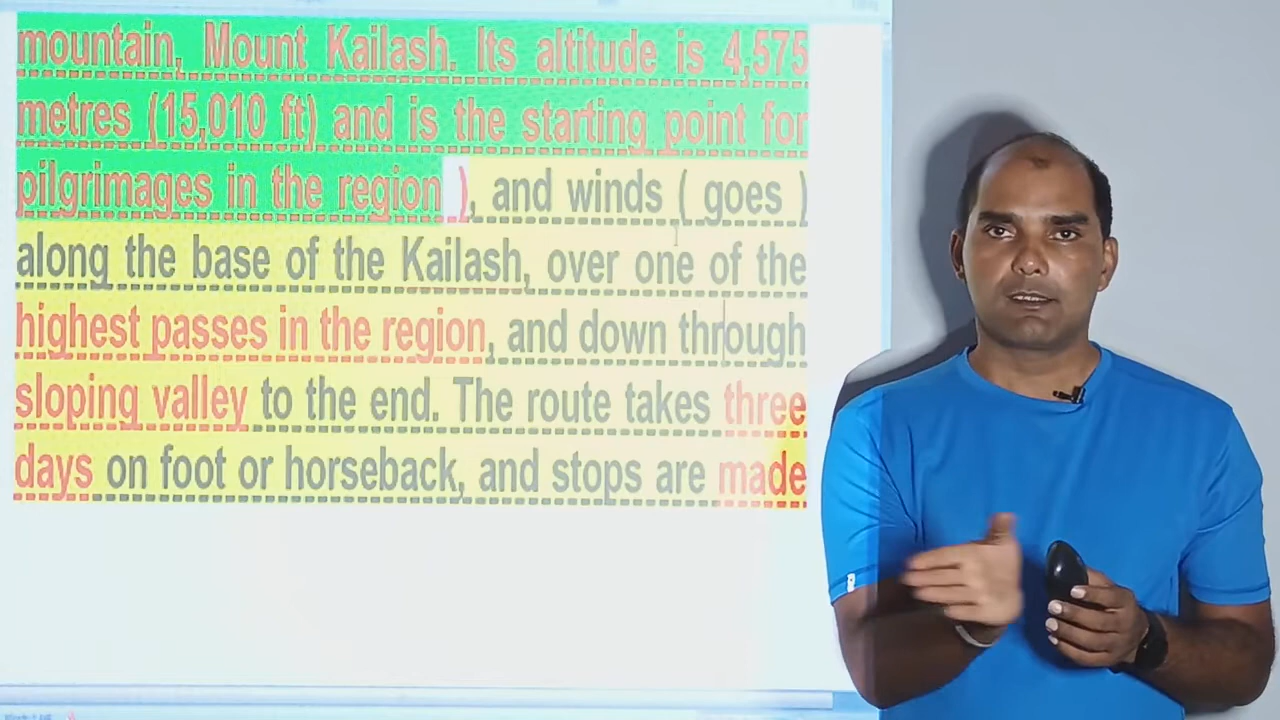 mountain, Mount Kailash. Its altitude is 4,575
metres (15,010 ft) and is the starting point for
pilgrimages in the region ), and winds ( goes )
along the base of the Kailash, over one of the
highest passes in the region, and down through
sloping valley to the end. The route takes three
days on foot or horseback, and stops are made